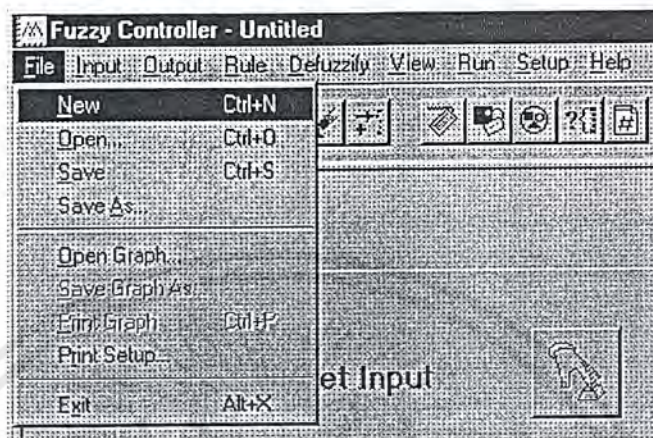 Fuzzy Controller - Untitled
File Input Output Rule Defuzzify View Run Setup Help
New Ctrl+N
Open... Ctrl+O
Save Ctrl+S
Save As...
Open Graph...
Save Graph As...
Print Graph Ctrl+P
Print Setup...
et Input
Exit Alt+X
?{}
#